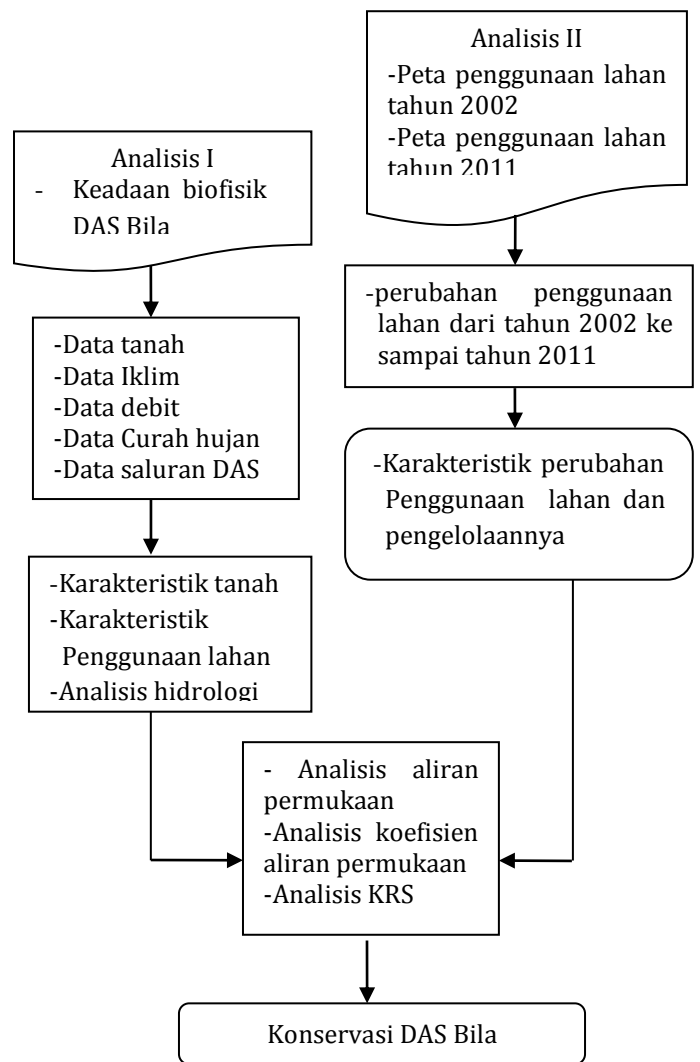 Analisis I
- Keadaan biofisik
DAS Bila
-Data tanah
-Data Iklim
-Data debit
-Data Curah hujan
-Data saluran DAS
-Karakteristik tanah
-Karakteristik
Penggunaan lahan
-Analisis hidrologi
Analisis II
-Peta penggunaan lahan
tahun 2002
-Peta penggunaan lahan
tahun 2011
-perubahan penggunaan
lahan dari tahun 2002 ke
sampai tahun 2011
-Karakteristik perubahan
Penggunaan lahan dan
pengelolaannya
- Analisis aliran
permukaan
-Analisis koefisien
aliran permukaan
-Analisis KRS
Konservasi DAS Bila